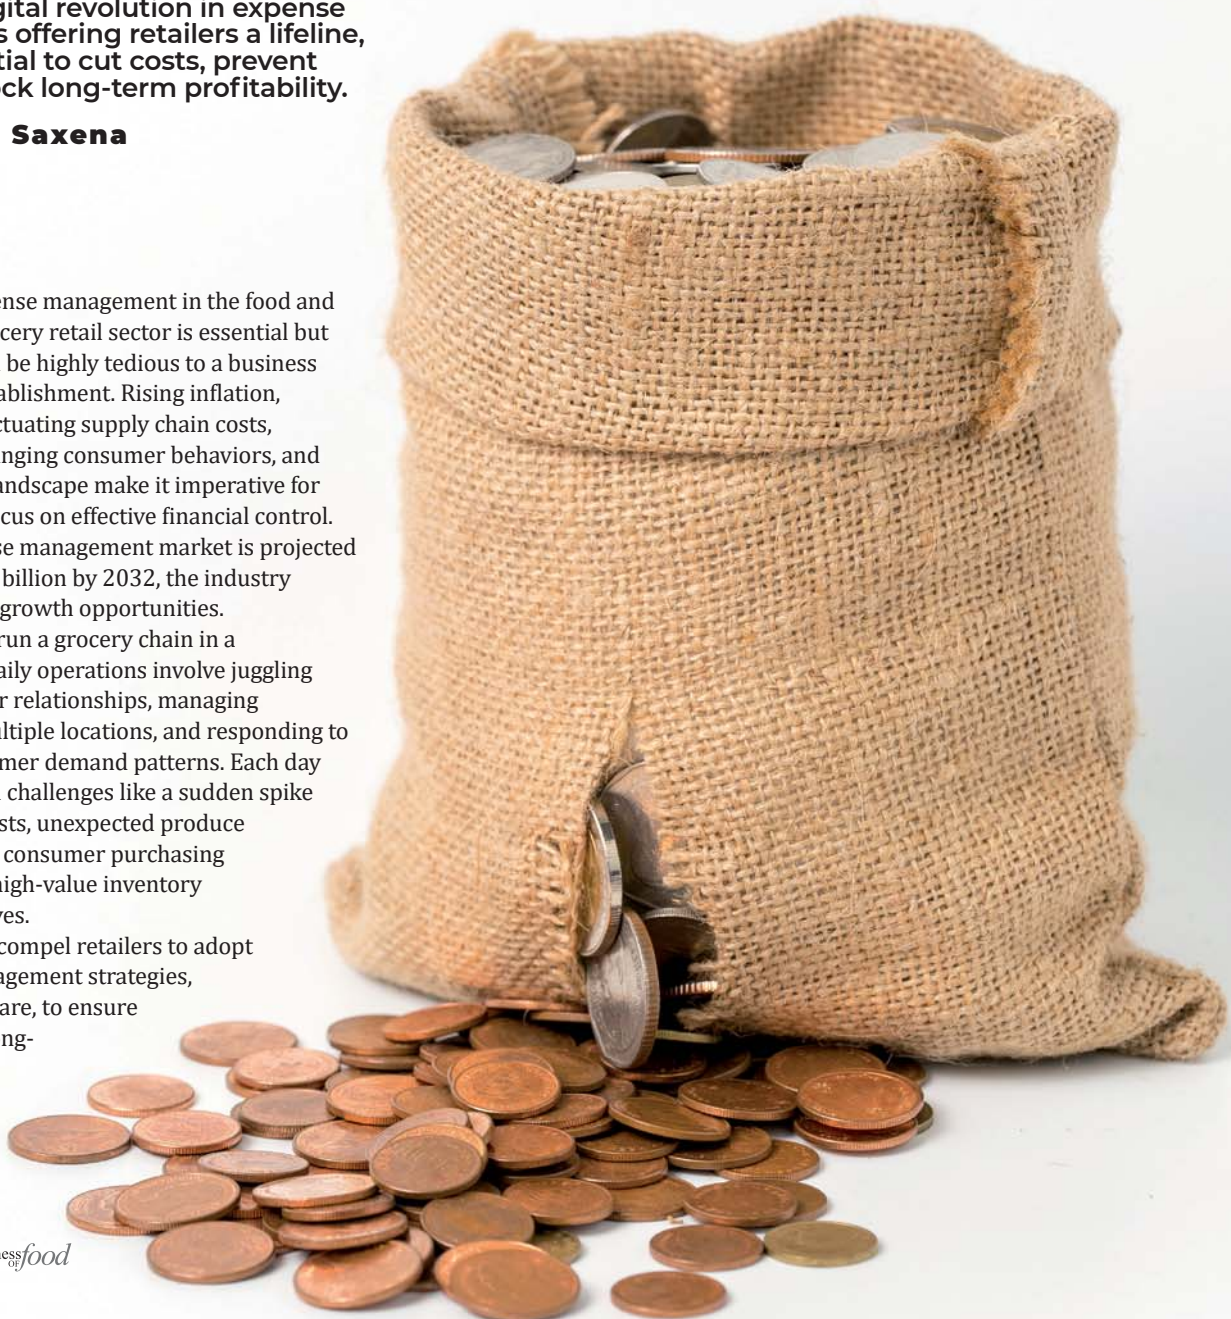 gital revolution in expense
s offering retailers a lifeline,
tial to cut costs, prevent
ock long-term profitability.
Saxena
ense management in the food and
cery retail sector is essential but
be highly tedious to a business
ablishment. Rising inflation,
ctuating supply chain costs,
nging consumer behaviors, and
andscape make it imperative for
cus on effective financial control.
se management market is projected
billion by 2032, the industry
growth opportunities.
run a grocery chain in a
aily operations involve juggling
r relationships, managing
ultiple locations, and responding to
mer demand patterns. Each day
challenges like a sudden spike
sts, unexpected produce
consumer purchasing
high-value inventory
ves.
compel retailers to adopt
agement strategies,
are, to ensure
ng-
ess OF food